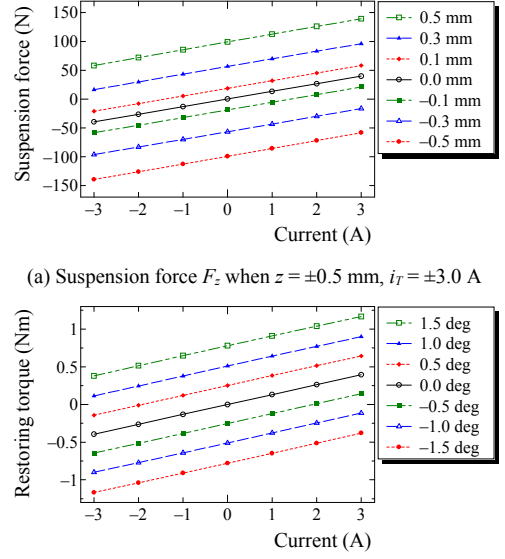 Suspension force (N)
150
100
50
0
−50
−100
−150
−3 −2 −1 0 1 2 3
Current (A)
0.5 mm
0.3 mm
0.1 mm
0.0 mm
−0.1 mm
−0.3 mm
−0.5 mm
(a) Suspension force Fz when z = ±0.5 mm, iT = ±3.0 A
Restoring torque (Nm)
1
0.5
0
−0.5
−1
−3 −2 −1 0 1 2 3
Current (A)
1.5 deg
1.0 deg
0.5 deg
0.0 deg
−0.5 deg
−1.0 deg
−1.5 deg